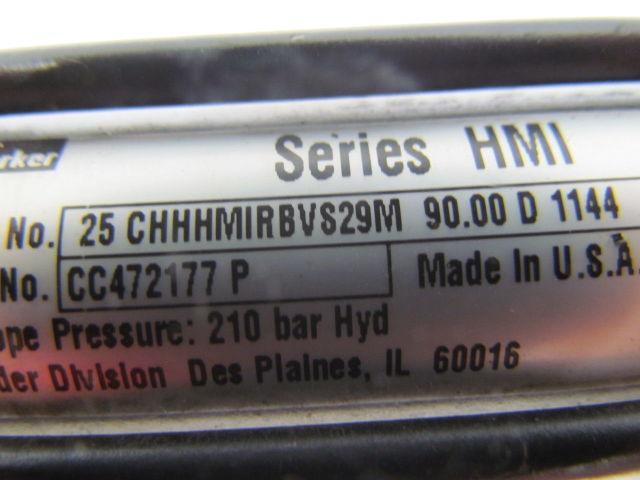 Series HMI
No. 25 CHHHMIRBVS29M 90.00 D 1144
No. CC472177 P Made In U.S.A.
Pressure: 210 bar Hyd
Division Des Plaines, IL 60016